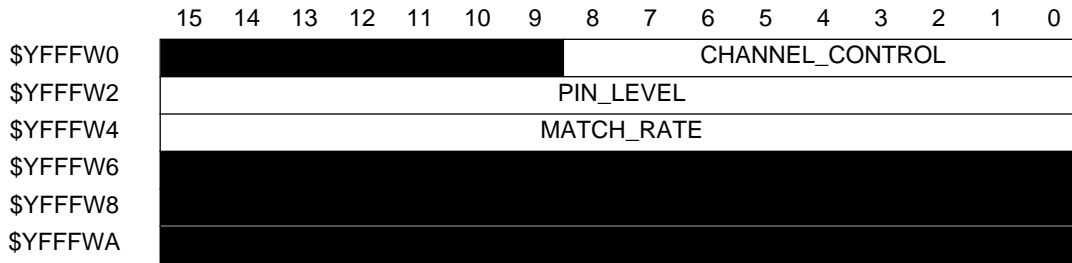 15 14 13 12 11 10 9 8 7 6 5 4 3 2 1 0
$YFFFW0 CHANNEL_CONTROL
$YFFFW2 PIN_LEVEL
$YFFFW4 MATCH_RATE
$YFFFW6
$YFFFW8
$YFFFWA